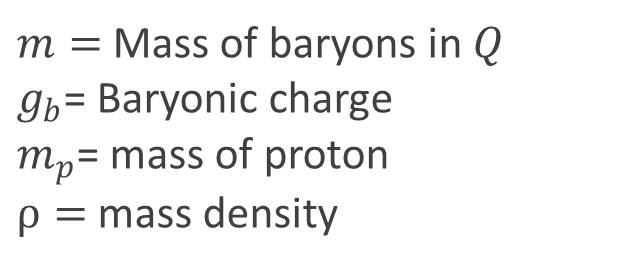 m = Mass of baryons in Q
g_b= Baryonic charge
m_p= mass of proton
ρ = mass density